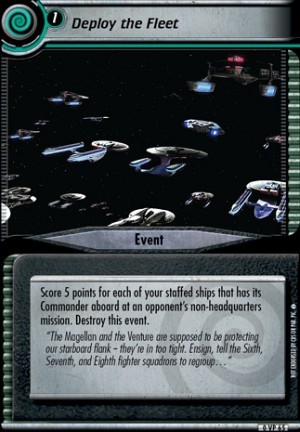 1 Deploy the Fleet
Event
Score 5 points for each of your staffed ships that has its
Commander aboard at an opponent's non-headquarters
mission. Destroy this event.
"The Magellan and the Venture are supposed to be protecting
our starboard flank – they're in too tight. Ensign, tell the Sixth,
Seventh, and Eighth fighter squadrons to regroup…"
0 VP 65